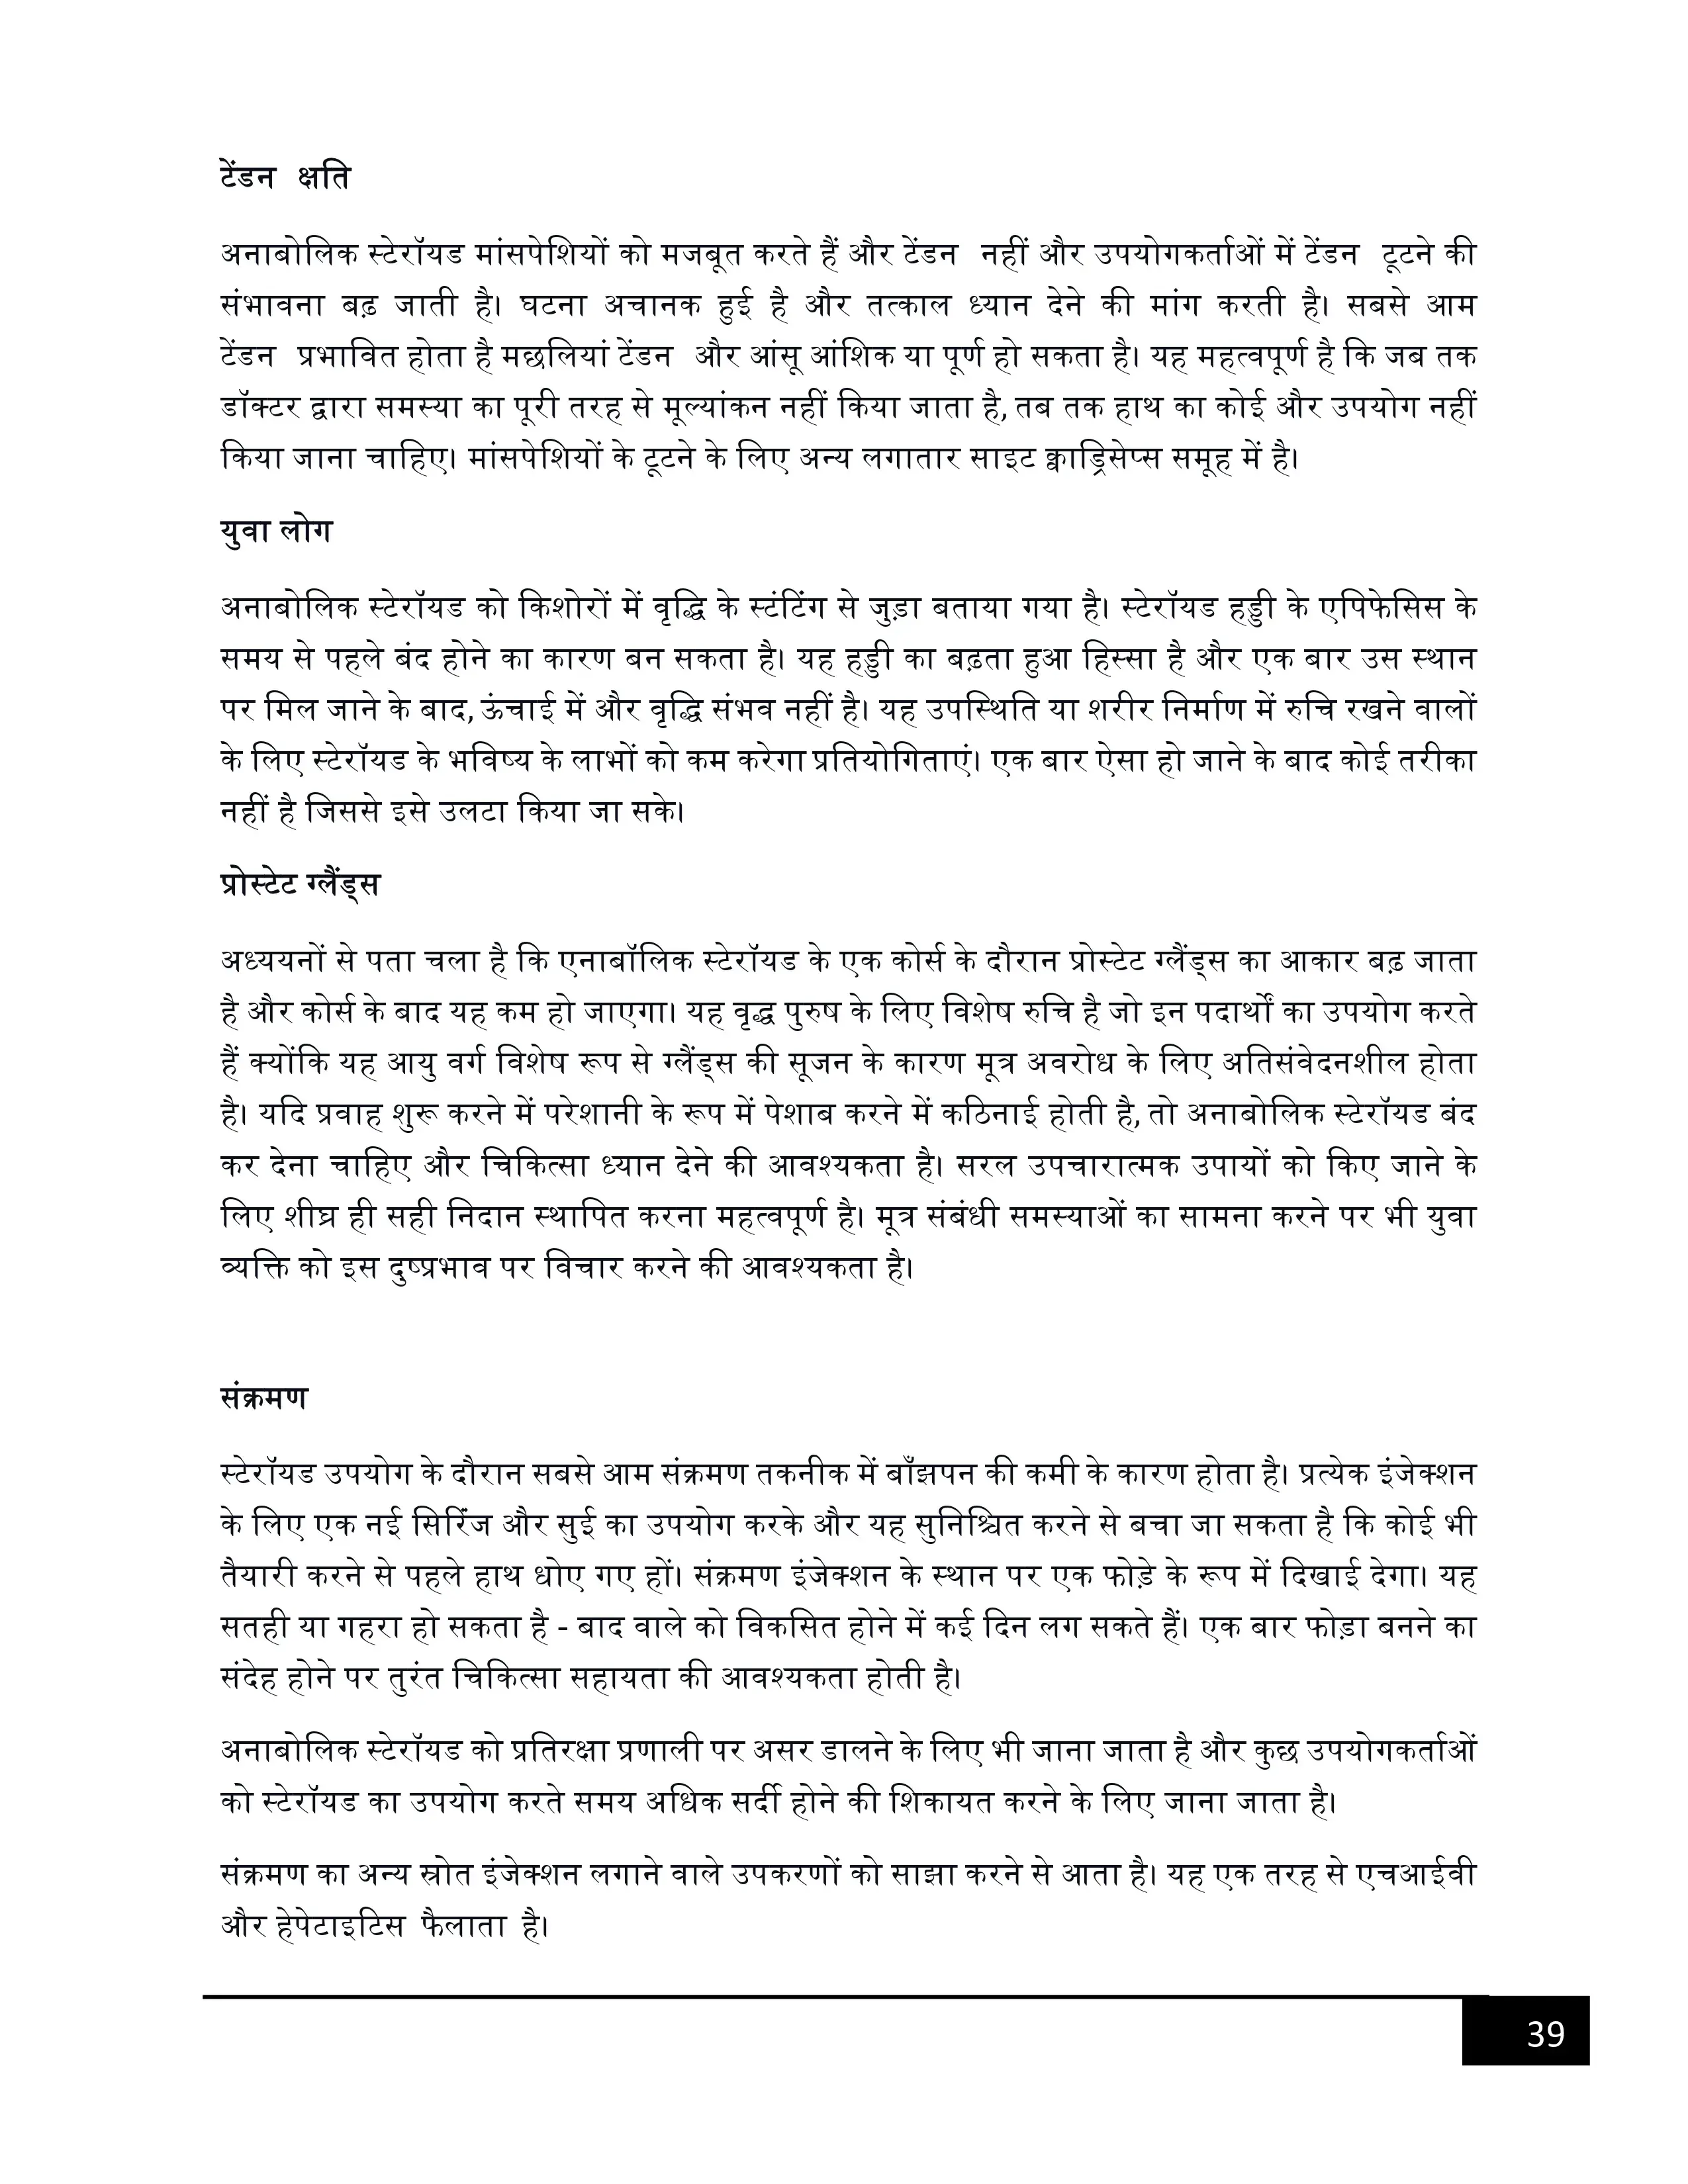 टेंडन क्षति
अनाबोलिक स्टेरॉयड मांसपेशियों को मजबूत करते हैं और टेंडन नहीं और उपयोगकर्ताओं में टेंडन टूटने की
संभावना बढ़ जाती है। घटना अचानक हुई है और तत्काल ध्यान देने की मांग करती है। सबसे आम
टेंडन प्रभावित होता है मछलियां टेंडन और आंसू आंशिक या पूर्ण हो सकता है। यह महत्वपूर्ण है कि जब तक
डॉक्टर द्वारा समस्या का पूरी तरह से मूल्यांकन नहीं किया जाता है, तब तक हाथ का कोई और उपयोग नहीं
किया जाना चाहिए। मांसपेशियों के टूटने के लिए अन्य लगातार साइट क्वाड्रिसेप्स समूह में है।
युवा लोग
अनाबोलिक स्टेरॉयड को किशोरों में वृद्धि के स्टंटिंग से जुड़ा बताया गया है। स्टेरॉयड हड्डी के एपिफेसिस के
समय से पहले बंद होने का कारण बन सकता है। यह हड्डी का बढ़ता हुआ हिस्सा है और एक बार उस स्थान
पर मिल जाने के बाद, ऊंचाई में और वृद्धि संभव नहीं है। यह उपस्थिति या शरीर निर्माण में रुचि रखने वालों
के लिए स्टेरॉयड के भविष्य के लाभों को कम करेगा प्रतियोगिताएं। एक बार ऐसा हो जाने के बाद कोई तरीका
नहीं है जिससे इसे उलटा किया जा सके।
प्रोस्टेट ग्लैंड्स
अध्ययनों से पता चला है कि एनाबॉलिक स्टेरॉयड के एक कोर्स के दौरान प्रोस्टेट ग्लैंड्स का आकार बढ़ जाता
है और कोर्स के बाद यह कम हो जाएगा। यह वृद्ध पुरुष के लिए विशेष रुचि है जो इन पदार्थों का उपयोग करते
हैं क्योंकि यह आयु वर्ग विशेष रूप से ग्लैंड्स की सूजन के कारण मूत्र अवरोध के लिए अतिसंवेदनशील होता
है। यदि प्रवाह शुरू करने में परेशानी के रूप में पेशाब करने में कठिनाई होती है, तो अनाबोलिक स्टेरॉयड बंद
कर देना चाहिए और चिकित्सा ध्यान देने की आवश्यकता है। सरल उपचारात्मक उपायों को किए जाने के
लिए शीघ्र ही सही निदान स्थापित करना महत्वपूर्ण है। मूत्र संबंधी समस्याओं का सामना करने पर भी युवा
व्यक्ति को इस दुष्प्रभाव पर विचार करने की आवश्यकता है।
संक्रमण
स्टेरॉयड उपयोग के दौरान सबसे आम संक्रमण तकनीक में बाँझपन की कमी के कारण होता है। प्रत्येक इंजेक्शन
के लिए एक नई सिरिंज और सुई का उपयोग करके और यह सुनिश्चित करने से बचा जा सकता है कि कोई भी
तैयारी करने से पहले हाथ धोए गए हों। संक्रमण इंजेक्शन के स्थान पर एक फोड़े के रूप में दिखाई देगा। यह
सतही या गहरा हो सकता है - बाद वाले को विकसित होने में कई दिन लग सकते हैं। एक बार फोड़ा बनने का
संदेह होने पर तुरंत चिकित्सा सहायता की आवश्यकता होती है।
अनाबोलिक स्टेरॉयड को प्रतिरक्षा प्रणाली पर असर डालने के लिए भी जाना जाता है और कुछ उपयोगकर्ताओं
को स्टेरॉयड का उपयोग करते समय अधिक सर्दी होने की शिकायत करने के लिए जाना जाता है।
संक्रमण का अन्य स्रोत इंजेक्शन लगाने वाले उपकरणों को साझा करने से आता है। यह एक तरह से एचआईवी
और हेपेटाइटिस फैलाता है।
39